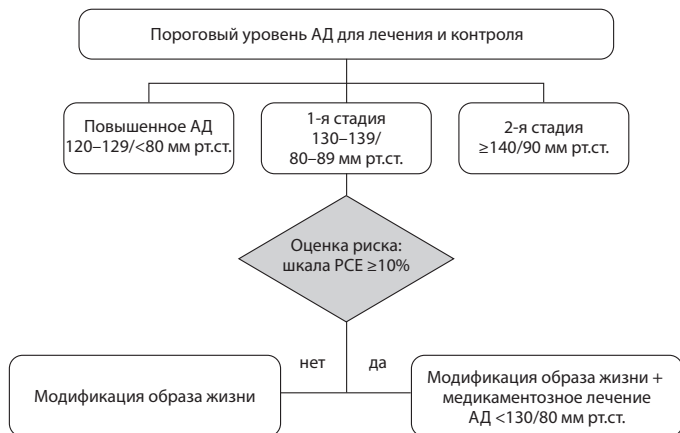 Пороговый уровень АД для лечения и контроля
Повышенное АД
120–129/<80 мм рт.ст.
1-я стадия
130–139/
80–89 мм рт.ст.
2-я стадия
≥140/90 мм рт.ст.
Оценка риска:
шкала PCE ≥10%
нет
да
Модификация образа жизни
Модификация образа жизни +
медикаментозное лечение
АД <130/80 мм рт.ст.